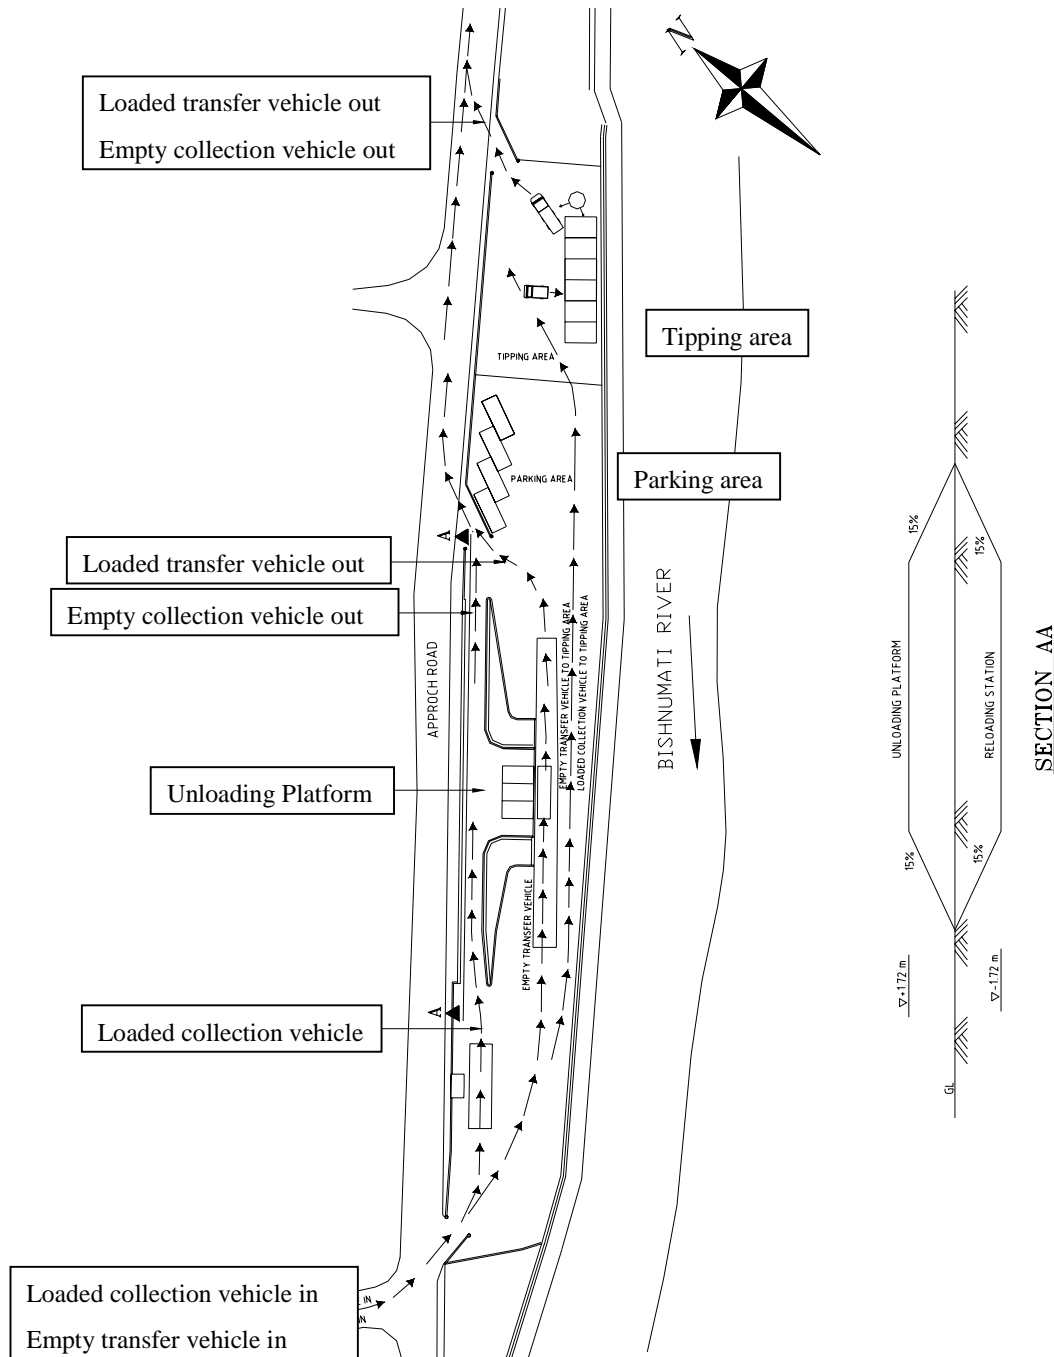 N
Loaded transfer vehicle out
Empty collection vehicle out
Tipping area
TIPPING AREA
Parking area
PARKING AREA
A
Loaded transfer vehicle out
Empty collection vehicle out
APPROCH ROAD
EMPTY TRANSFER VEHICLE TO TIPPING AREA
LOADED COLLECTION VEHICLE TO TIPPING AREA
BISHNUMATI RIVER
Unloading Platform
EMPTY TRANSFER VEHICLE
A
Loaded collection vehicle
Loaded collection vehicle in
Empty transfer vehicle in
IN
IN
15%
15%
UNLOADING PLATFORM
RELOADING STATION
15%
15%
▽+1.72 m
▽-1.72 m
GL
SECTION AA